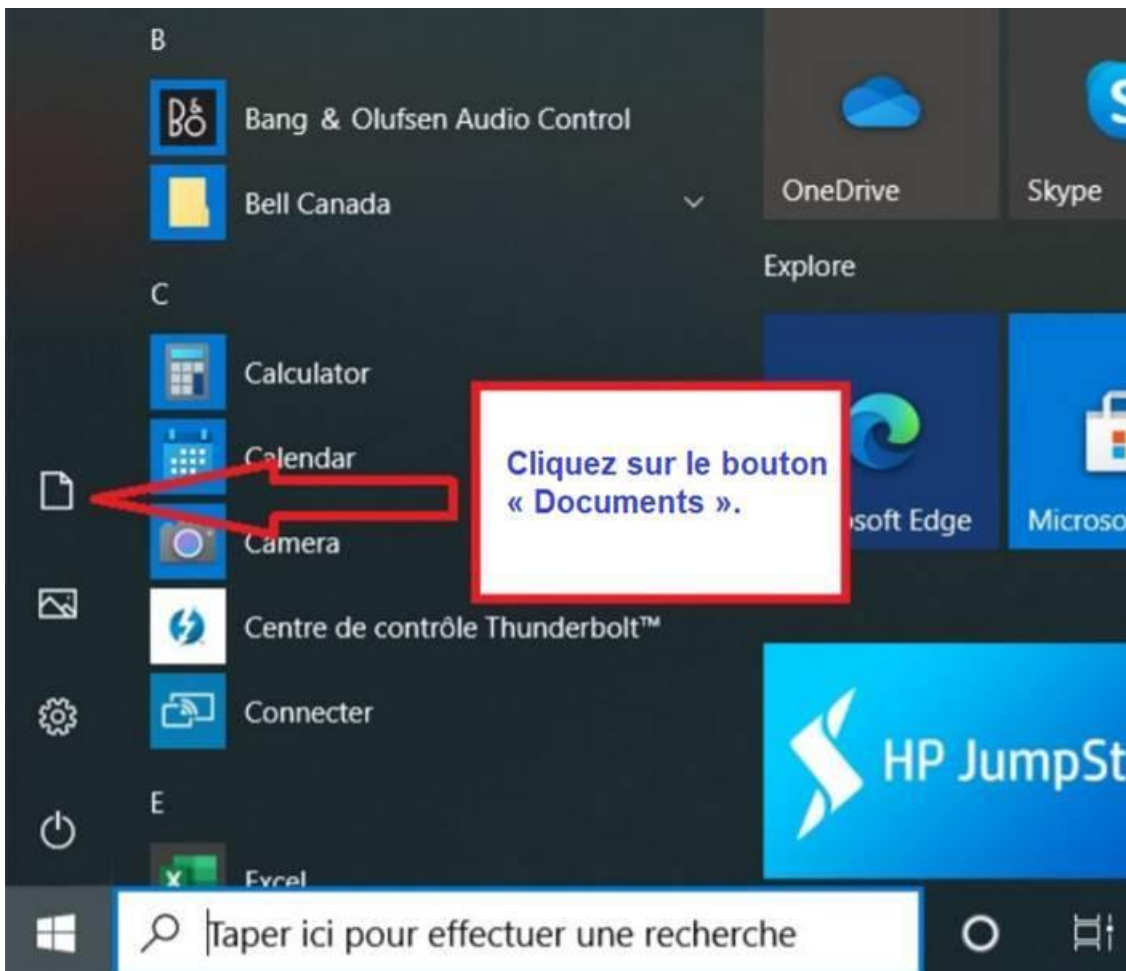 B
B&O
Bang & Olufsen Audio Control
Bell Canada
C
Calculator
Calendar
Camera
Centre de contrôle Thunderbolt™
Connecter
E
Excel
OneDrive
Skype
Explore
soft Edge
Microso
HP JumpSt
Cliquez sur le bouton
« Documents ».
Taper ici pour effectuer une recherche